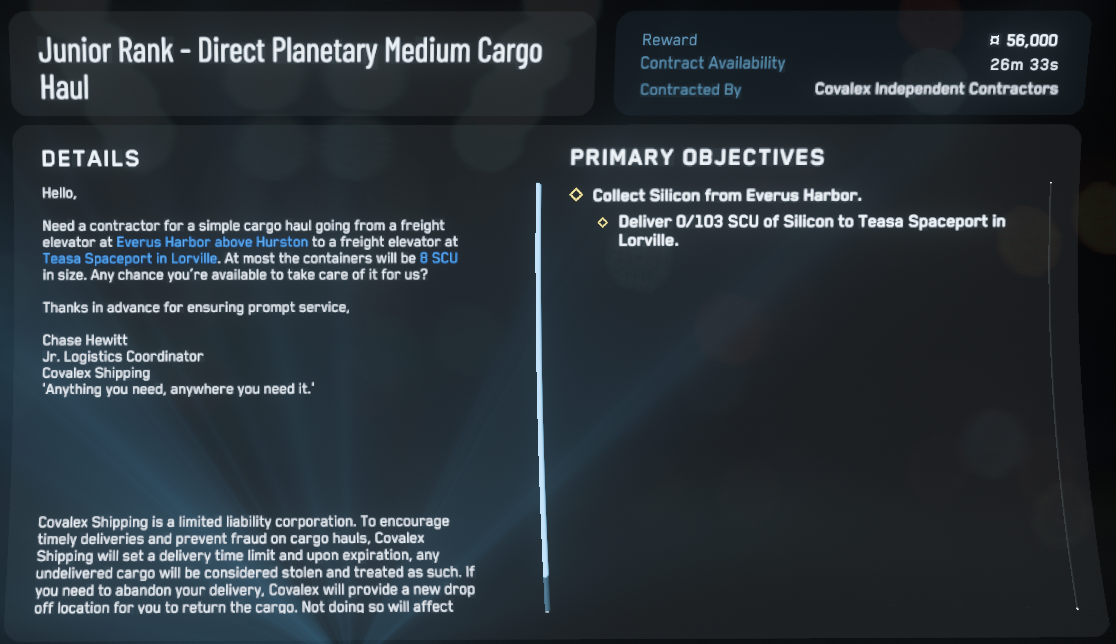 Junior Rank - Direct Planetary Medium Cargo
Haul
Reward ¤ 56,000
Contract Availability 26m 33s
Contracted By Covalex Independent Contractors
DETAILS
Hello,
Need a contractor for a simple cargo haul going from a freight
elevator at Everus Harbor above Hurston to a freight elevator at
Teasa Spaceport in Lorville. At most the containers will be 8 SCU
in size. Any chance you're available to take care of it for us?
Thanks in advance for ensuring prompt service,
Chase Hewitt
Jr. Logistics Coordinator
Covalex Shipping
'Anything you need, anywhere you need it.'
Covalex Shipping is a limited liability corporation. To encourage
timely deliveries and prevent fraud on cargo hauls, Covalex
Shipping will set a delivery time limit and upon expiration, any
undelivered cargo will be considered stolen and treated as such. If
you need to abandon your delivery, Covalex will provide a new drop
off location for you to return the cargo. Not doing so will affect
PRIMARY OBJECTIVES
Collect Silicon from Everus Harbor.
Deliver 0/103 SCU of Silicon to Teasa Spaceport in
Lorville.